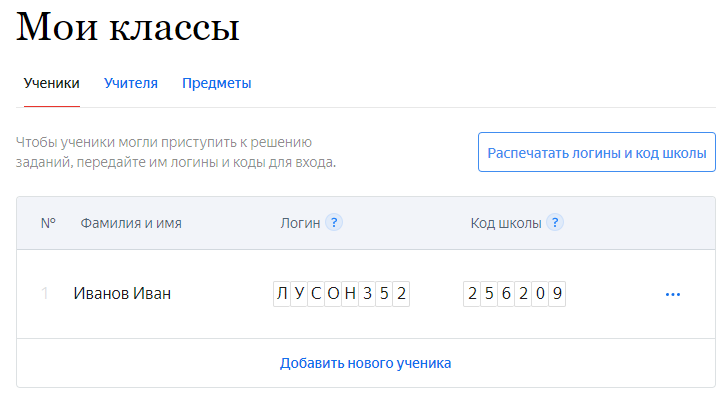 Мои классы
Ученики Учителя Предметы
Чтобы ученики могли приступить к решению
заданий, передайте им логины и коды для входа.
Распечатать логины и код школы
№ Фамилия и имя Логин ? Код школы ?
1 Иванов Иван ЛУСОН352 256209 ...
Добавить нового ученика